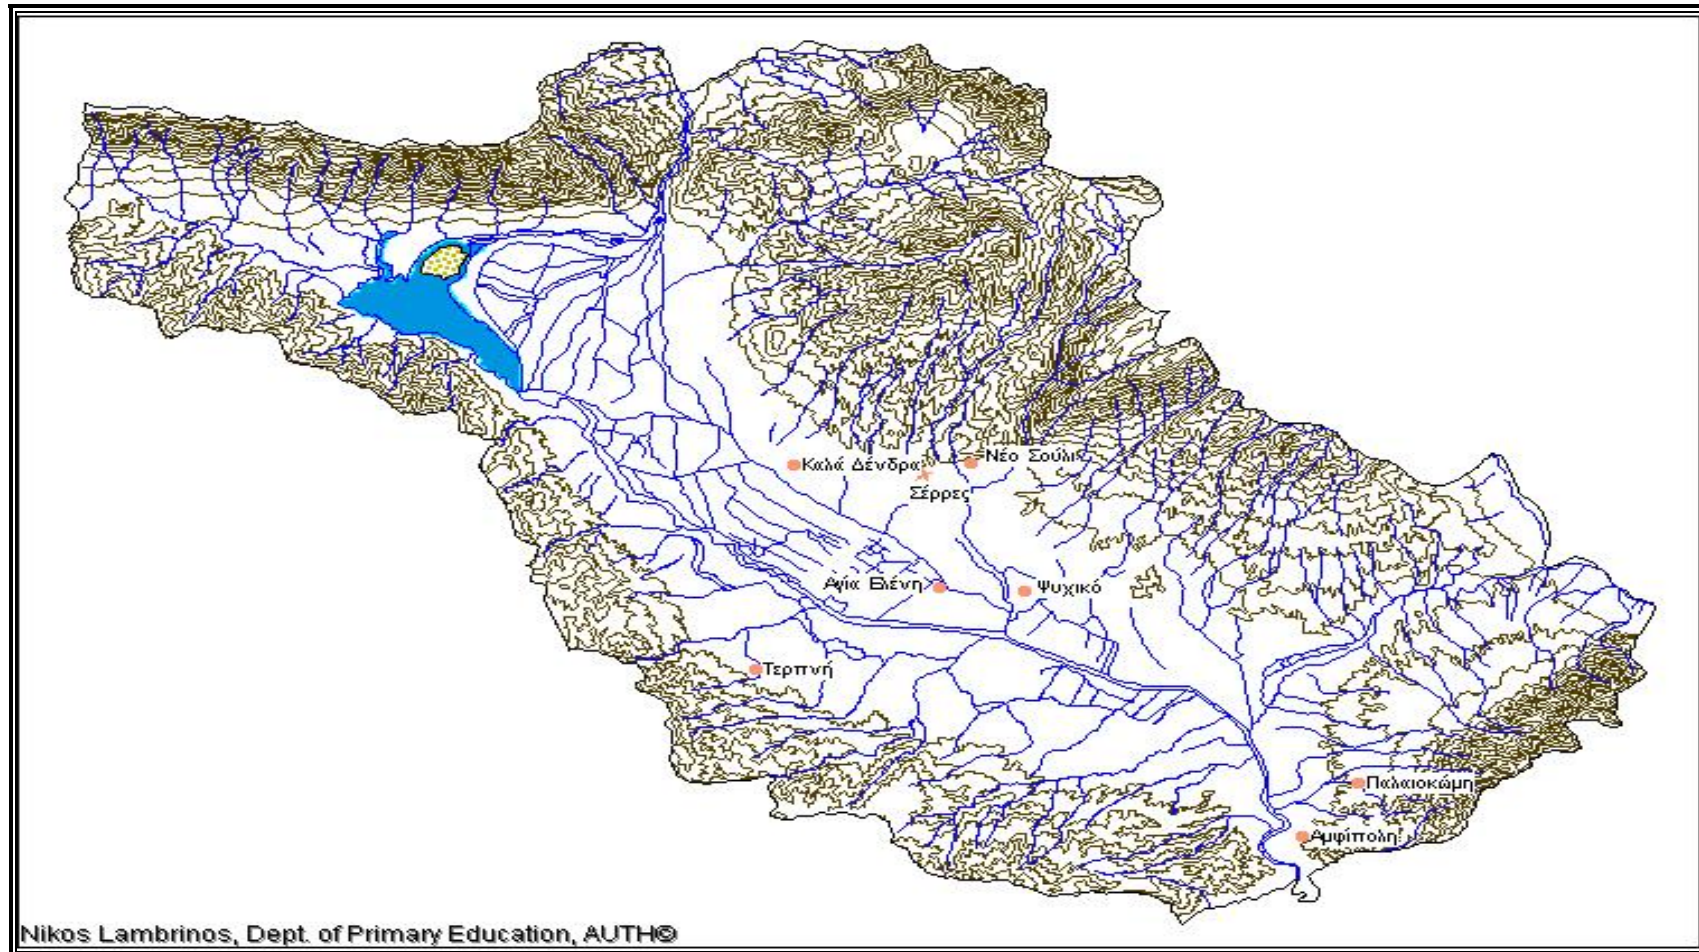 Καλά Δένδρα
Νέο Σούλι
Σέρρες
Αγία Ελένη
Ψυχικό
Τερπνή
Παλαιοκώμη
Αμφίπολη
Nikos Lambrinos, Dept. of Primary Education, AUTH©